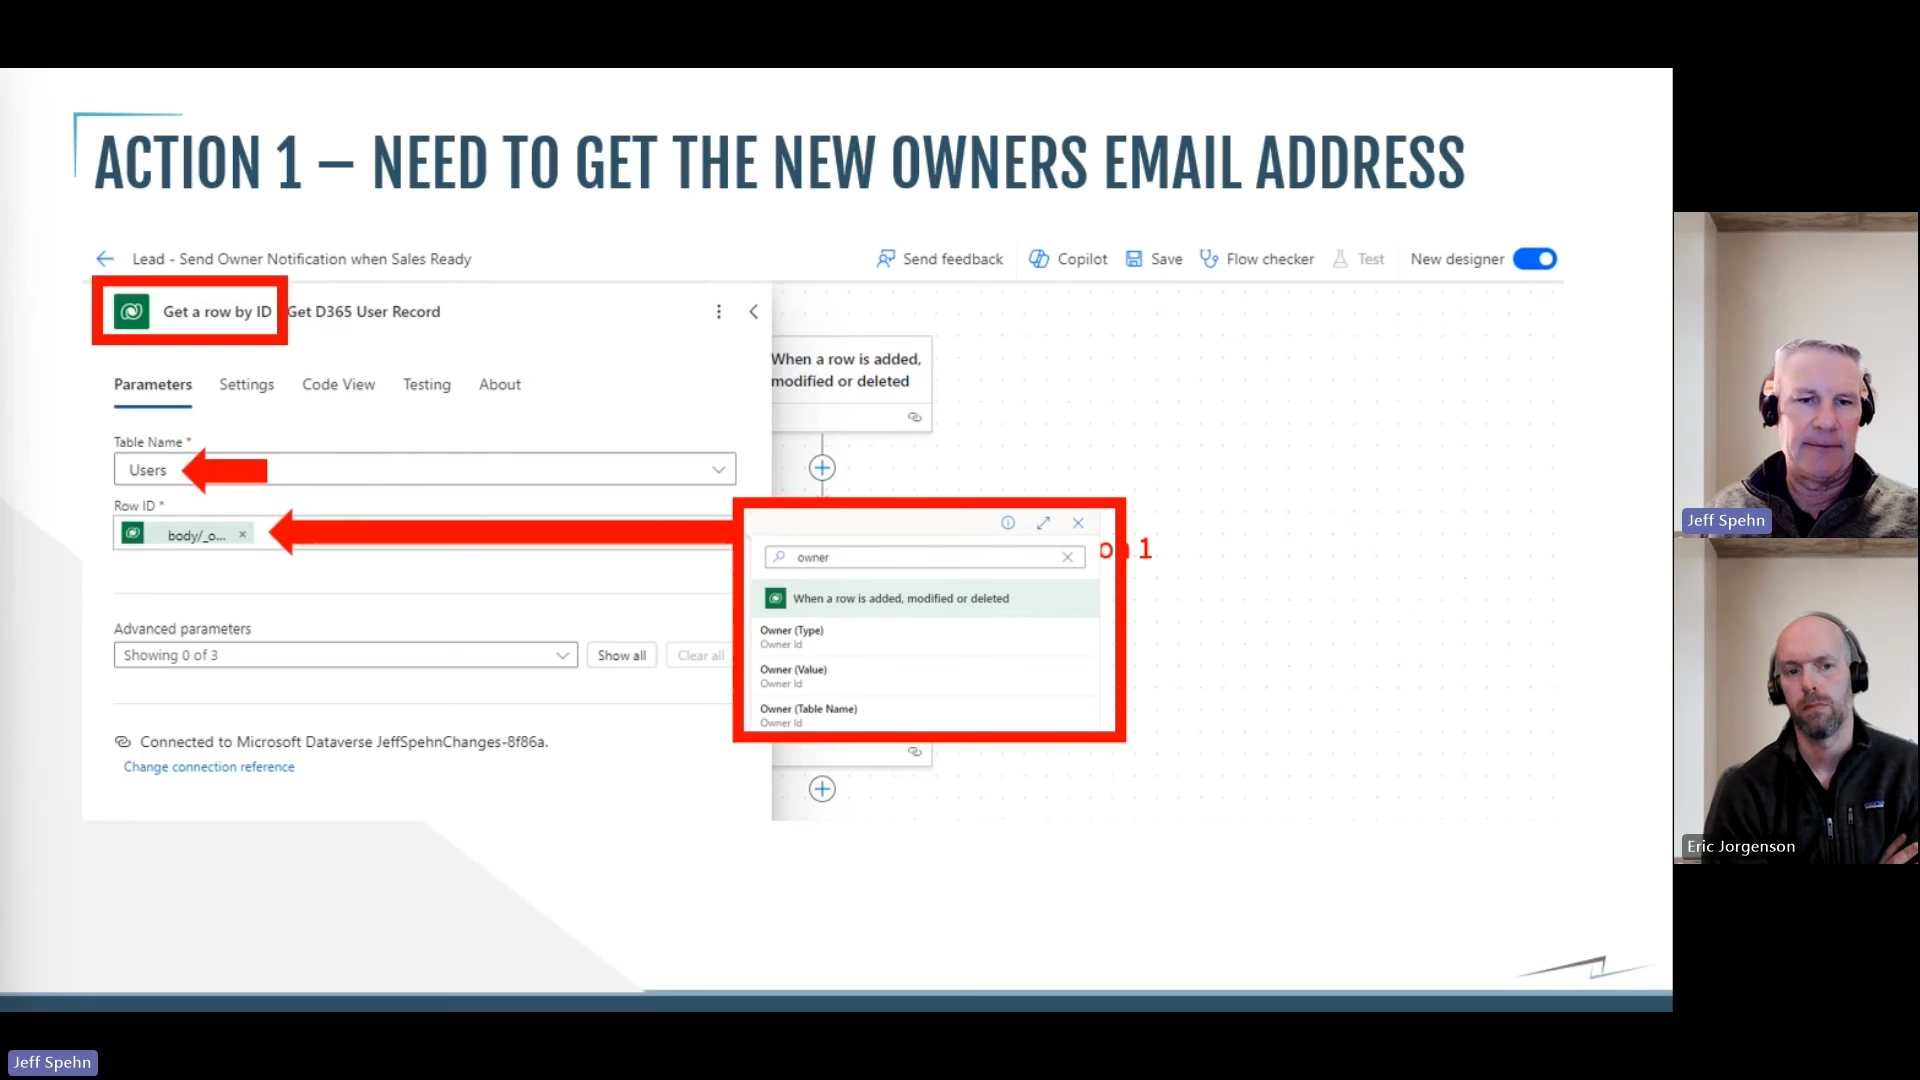 ACTION 1 – NEED TO GET THE NEW OWNERS EMAIL ADDRESS
Lead - Send Owner Notification when Sales Ready
Send feedback
Copilot
Save
Flow checker
Test
New designer
Get a row by ID
Get D365 User Record
Parameters
Settings
Code View
Testing
About
Table Name *
Users
Row ID *
body/_o...
Advanced parameters
Showing 0 of 3
Show all
Clear all
Connected to Microsoft Dataverse JeffSpehnChanges-8f86a.
Change connection reference
When a row is added,
modified or deleted
owner
When a row is added, modified or deleted
Owner (Type)
Owner Id
Owner (Value)
Owner Id
Owner (Table Name)
Owner Id
1
Jeff Spehn
Eric Jorgenson
Jeff Spehn